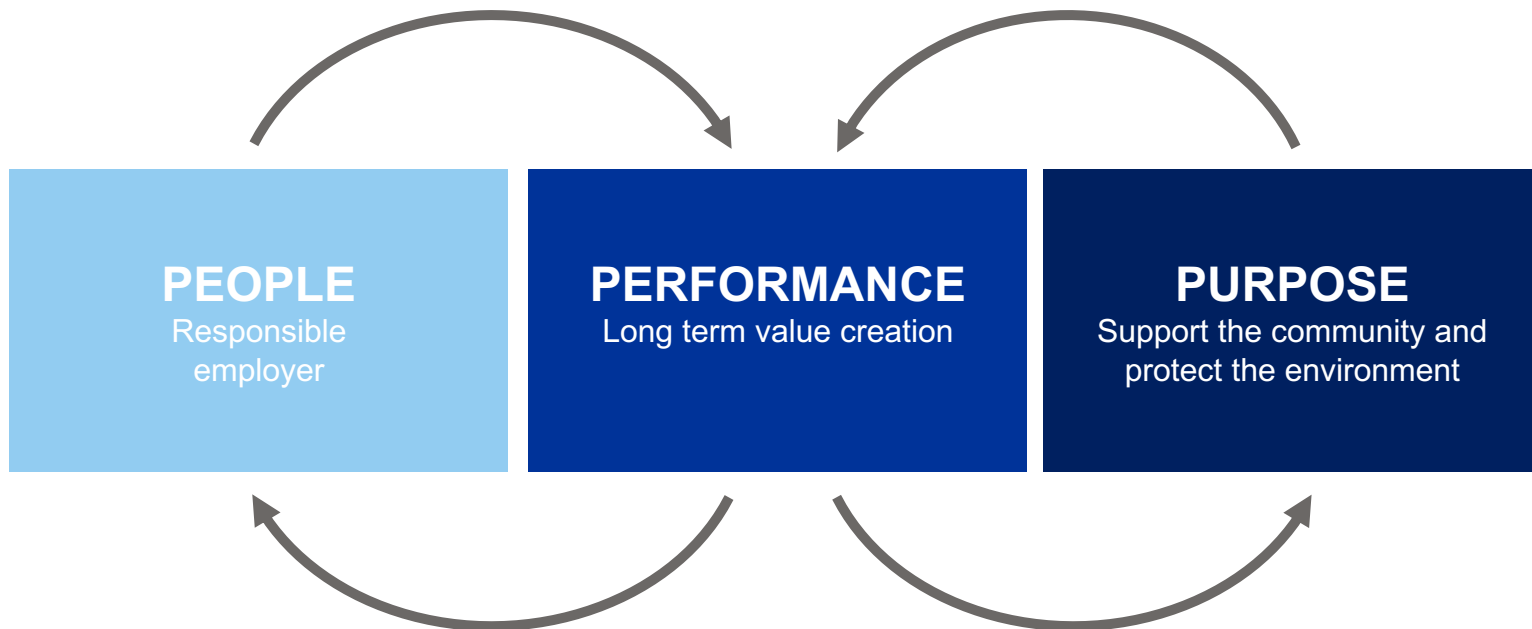 PEOPLE
Responsible
employer
PERFORMANCE
Long term value creation
PURPOSE
Support the community and
protect the environment